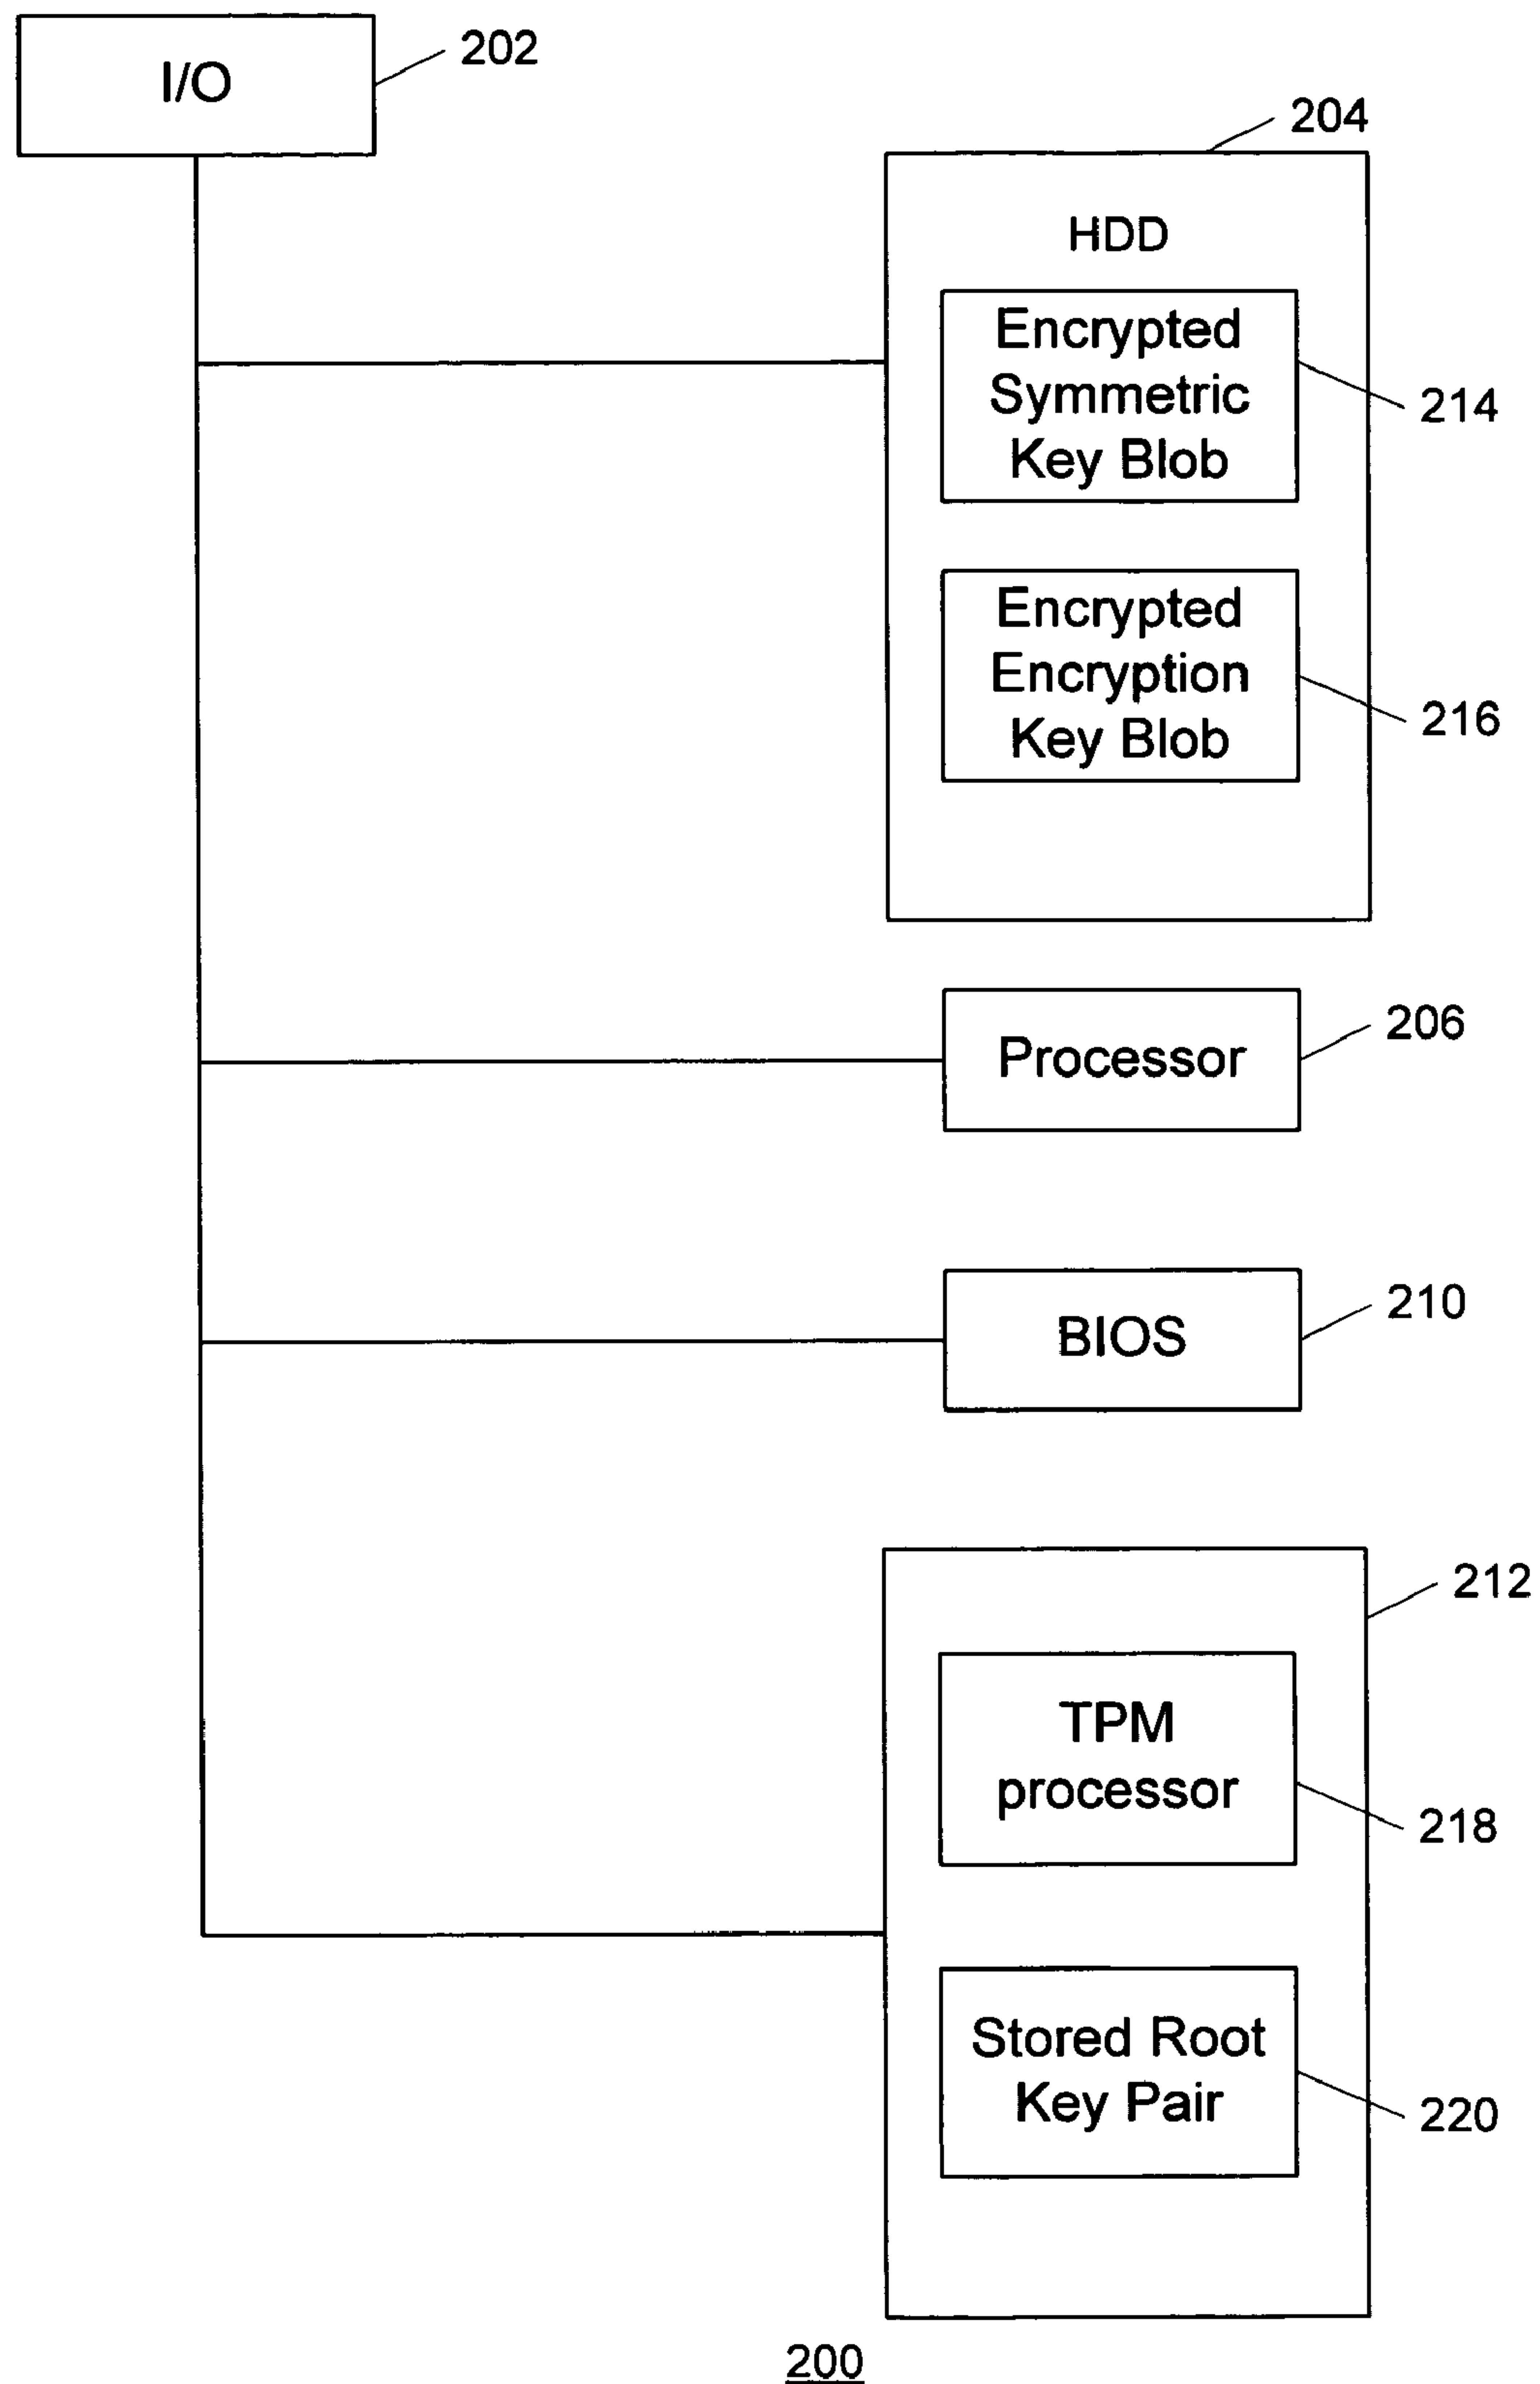 I/O
202
204
HDD
Encrypted
Symmetric
Key Blob
214
Encrypted
Encryption
Key Blob
216
Processor
206
BIOS
210
212
TPM
processor
218
Stored Root
Key Pair
220
200